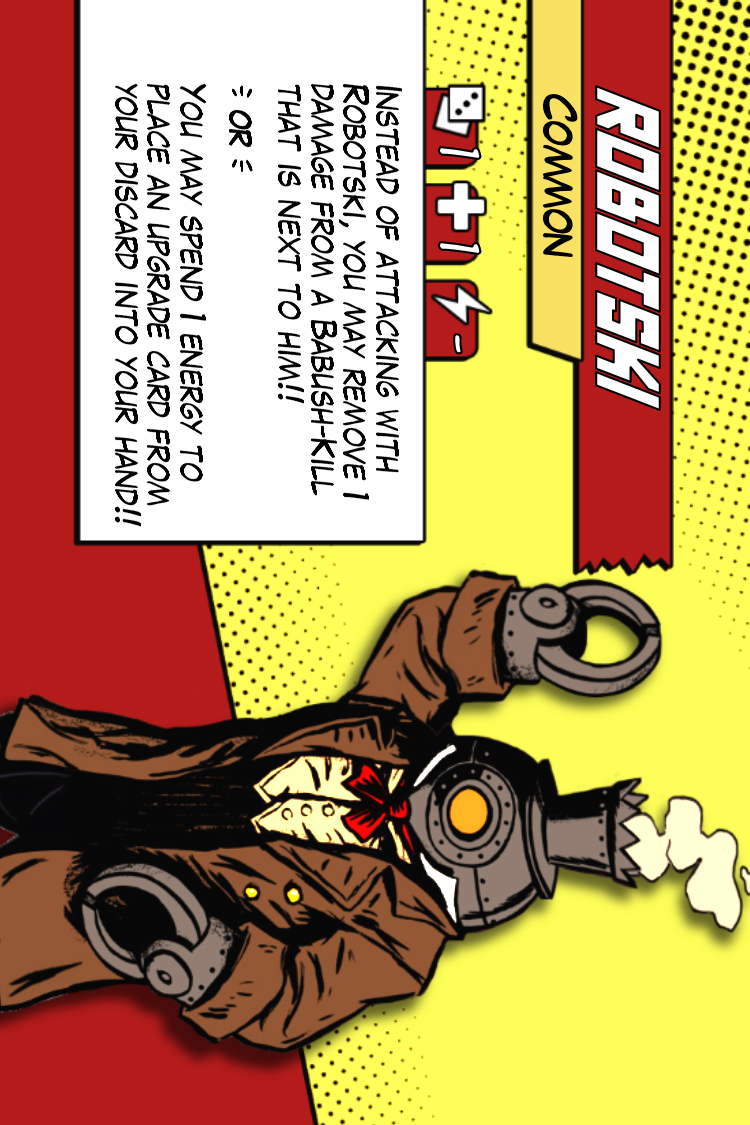 ROBOTSKI
COMMON
1
1
-
INSTEAD OF ATTACKING WITH
ROBOTSKI, YOU MAY REMOVE 1
DAMAGE FROM A BABUSH-KILL
THAT IS NEXT TO HIM!!
= OR =
YOU MAY SPEND 1 ENERGY TO
PLACE AN UPGRADE CARD FROM
YOUR DISCARD INTO YOUR HAND!!